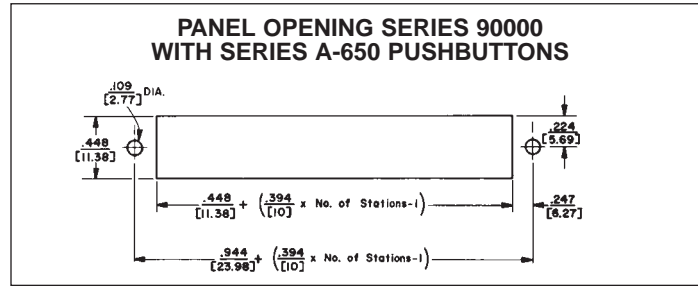 PANEL OPENING SERIES 90000
WITH SERIES A-650 PUSHBUTTONS
.109 DIA.
[2.77]
.448
[11.38]
.224
[5.69]
.448 + (.394 x No. of Stations-1)
[11.38] [10]
.247
[6.27]
.944 + (.394 x No. of Stations-1)
[23.98] [10]